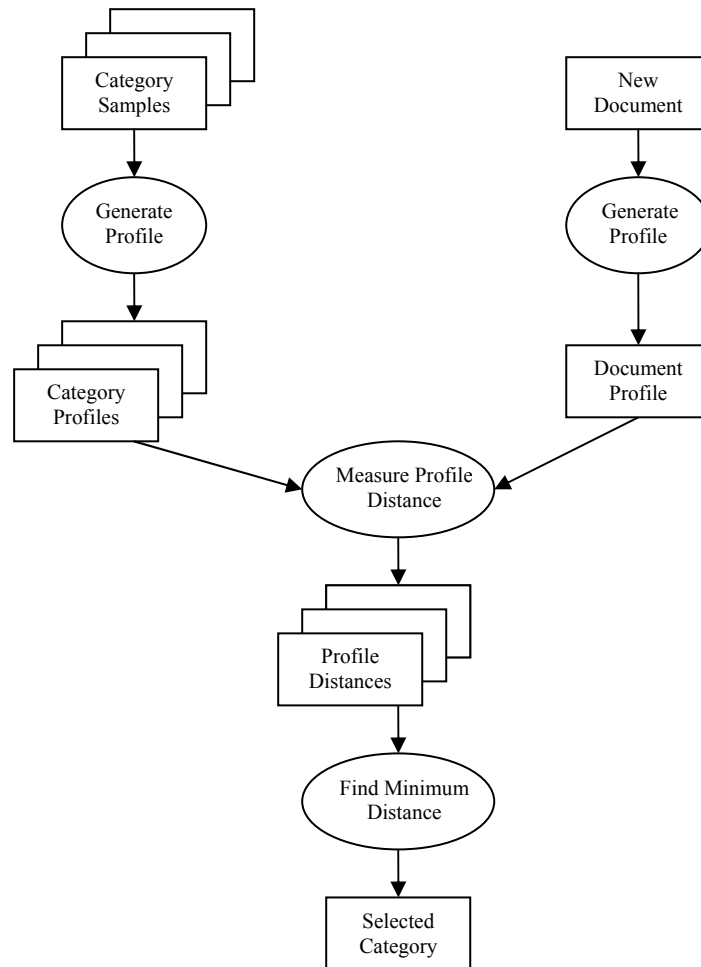 Category
Samples
New
Document
Generate
Profile
Generate
Profile
Category
Profiles
Document
Profile
Measure Profile
Distance
Profile
Distances
Find Minimum
Distance
Selected
Category